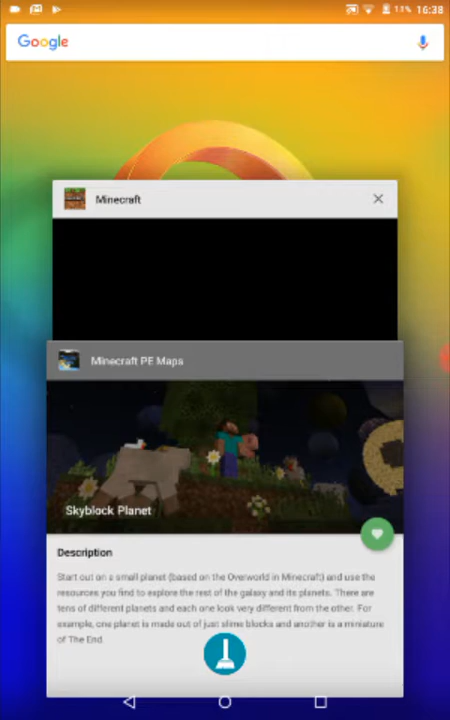 11% 16:38
Google
Minecraft
Minecraft PE Maps
Skyblock Planet
Description
Start out on a small planet (based on the Overworld in Minecraft) and use the
resources you find to explore the rest of the galaxy and its planets. There are
tens of different planets and each one look very different from the other. For
example, one planet is made out of just slime blocks and another is a miniature
of The End.